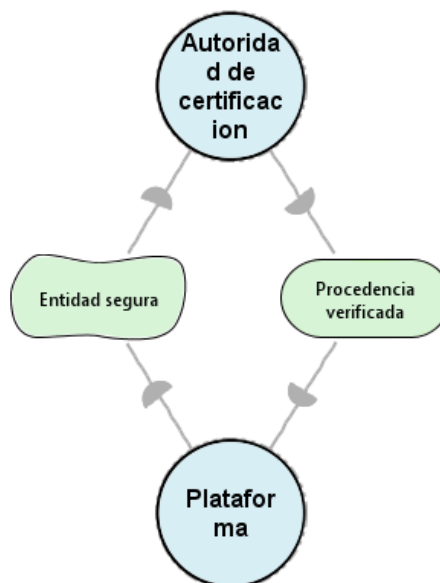 Autorida
d de
certificac
ion
Entidad segura
Procedencia
verificada
Platafor
ma